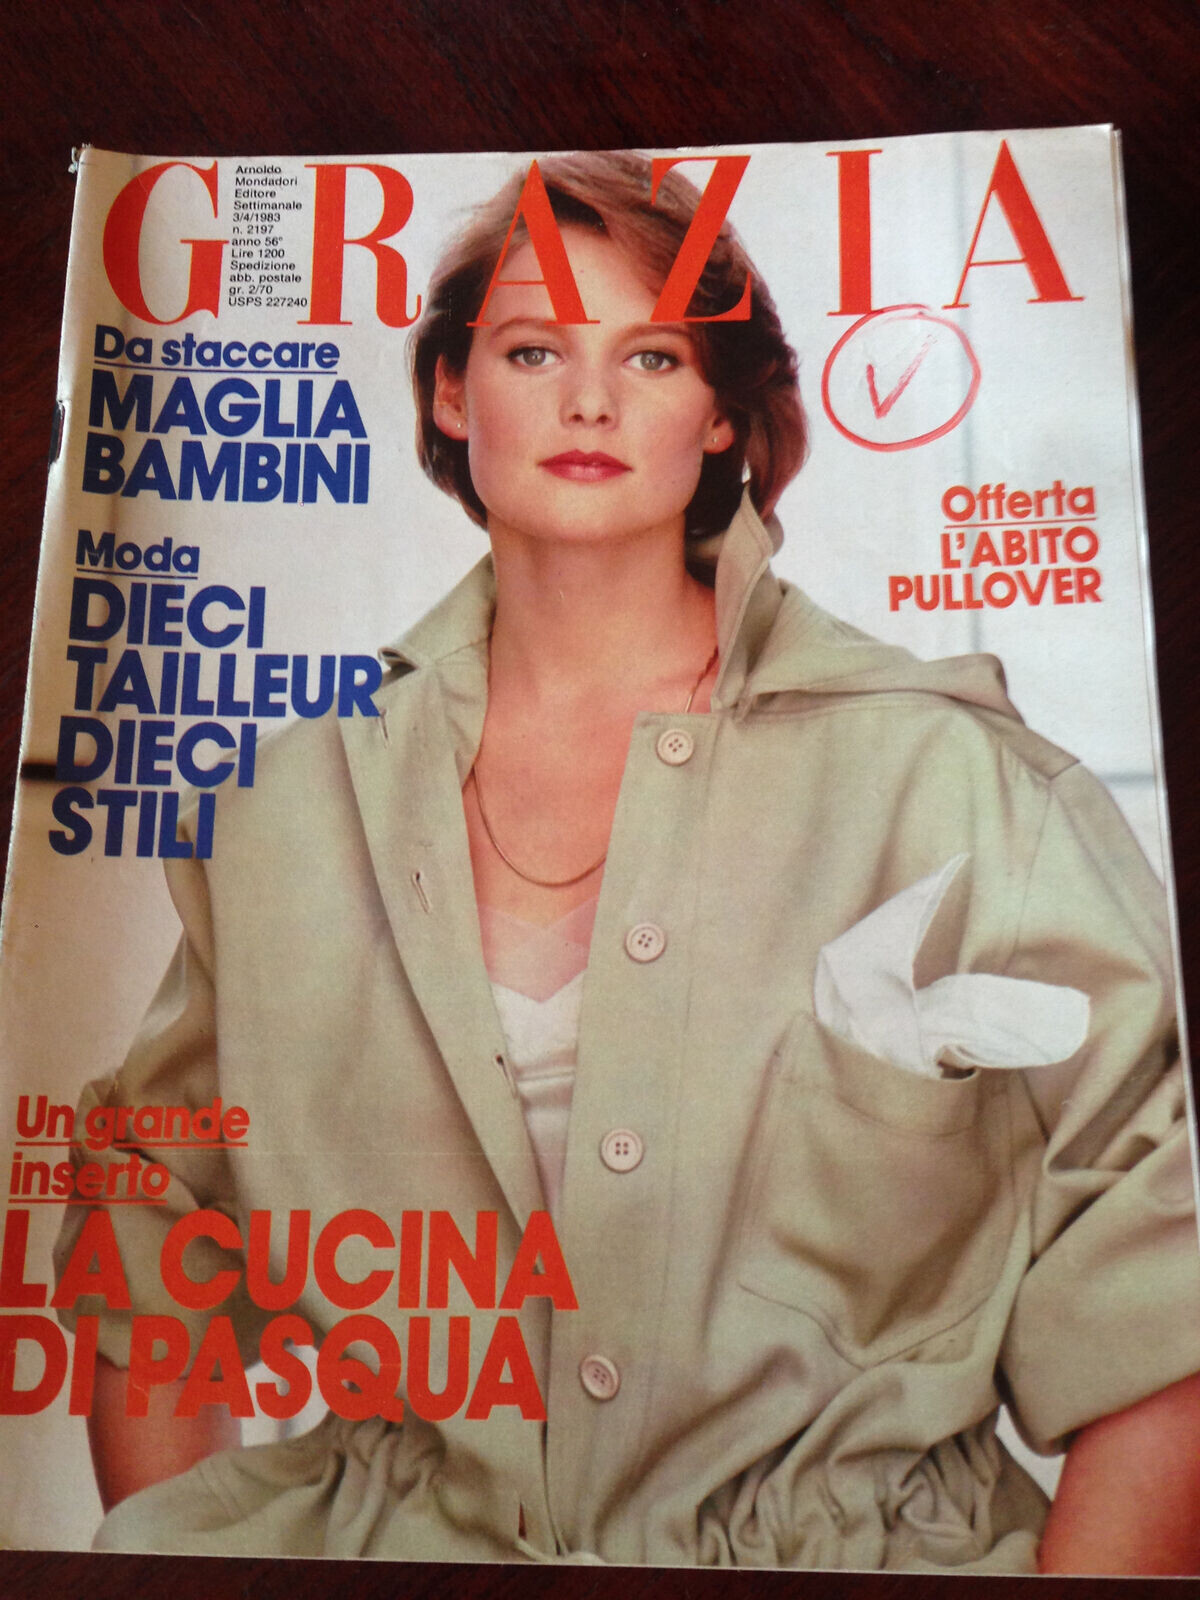 GRAZIA
Arnoldo
Mondadori
Editore
Settimanale
3/4/1983
n. 2197
anno 56°
Lire 1200
Spedizione
abb. postale
gr. 2/70
USPS 227240
Da staccare
MAGLIA
BAMBINI
Moda
DIECI
TAILLEUR
DIECI
STILI
Offerta
L'ABITO
PULLOVER
Un grande
inserto
LA CUCINA
DI PASQUA